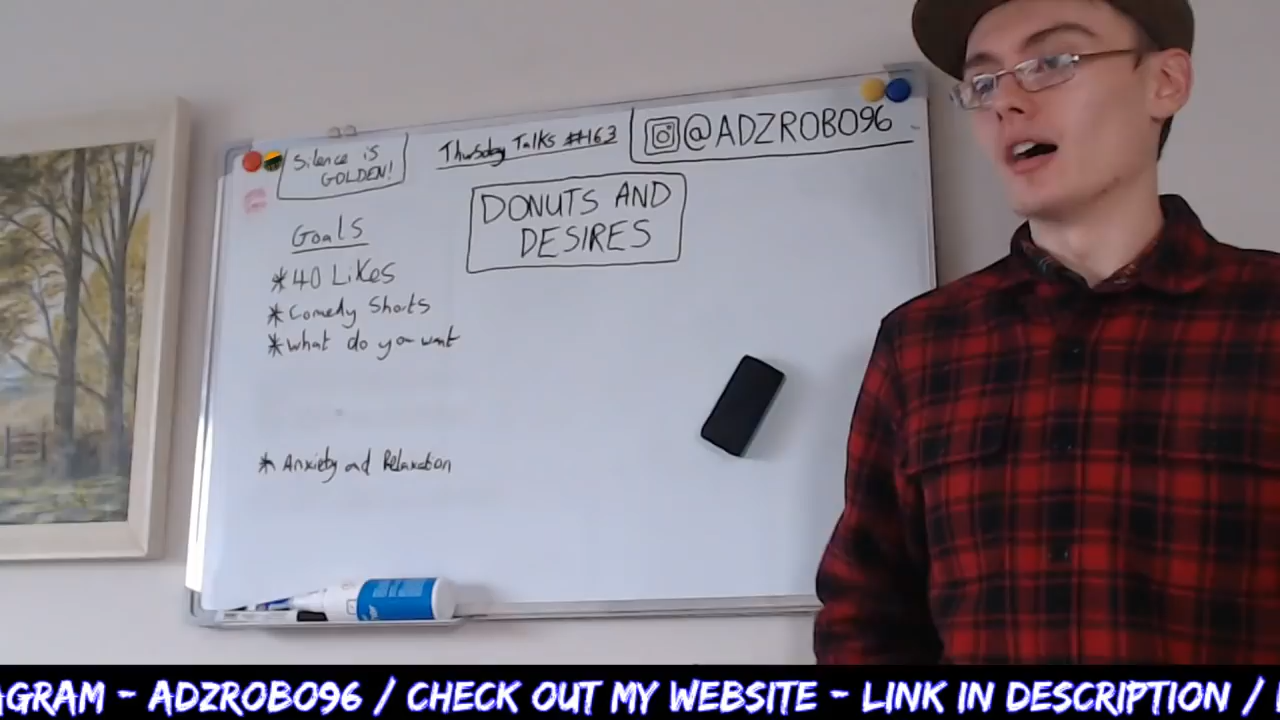 Silence is
GOLDEN!
Thursday Talks #163
@ADZROBO96
DONUTS AND
DESIRES
Goals
* 40 Likes
* Comedy Shorts
* What do you want
* Anxiety and Relaxation
AGRAM - ADZROBO96 / CHECK OUT MY WEBSITE - LINK IN DESCRIPTION /